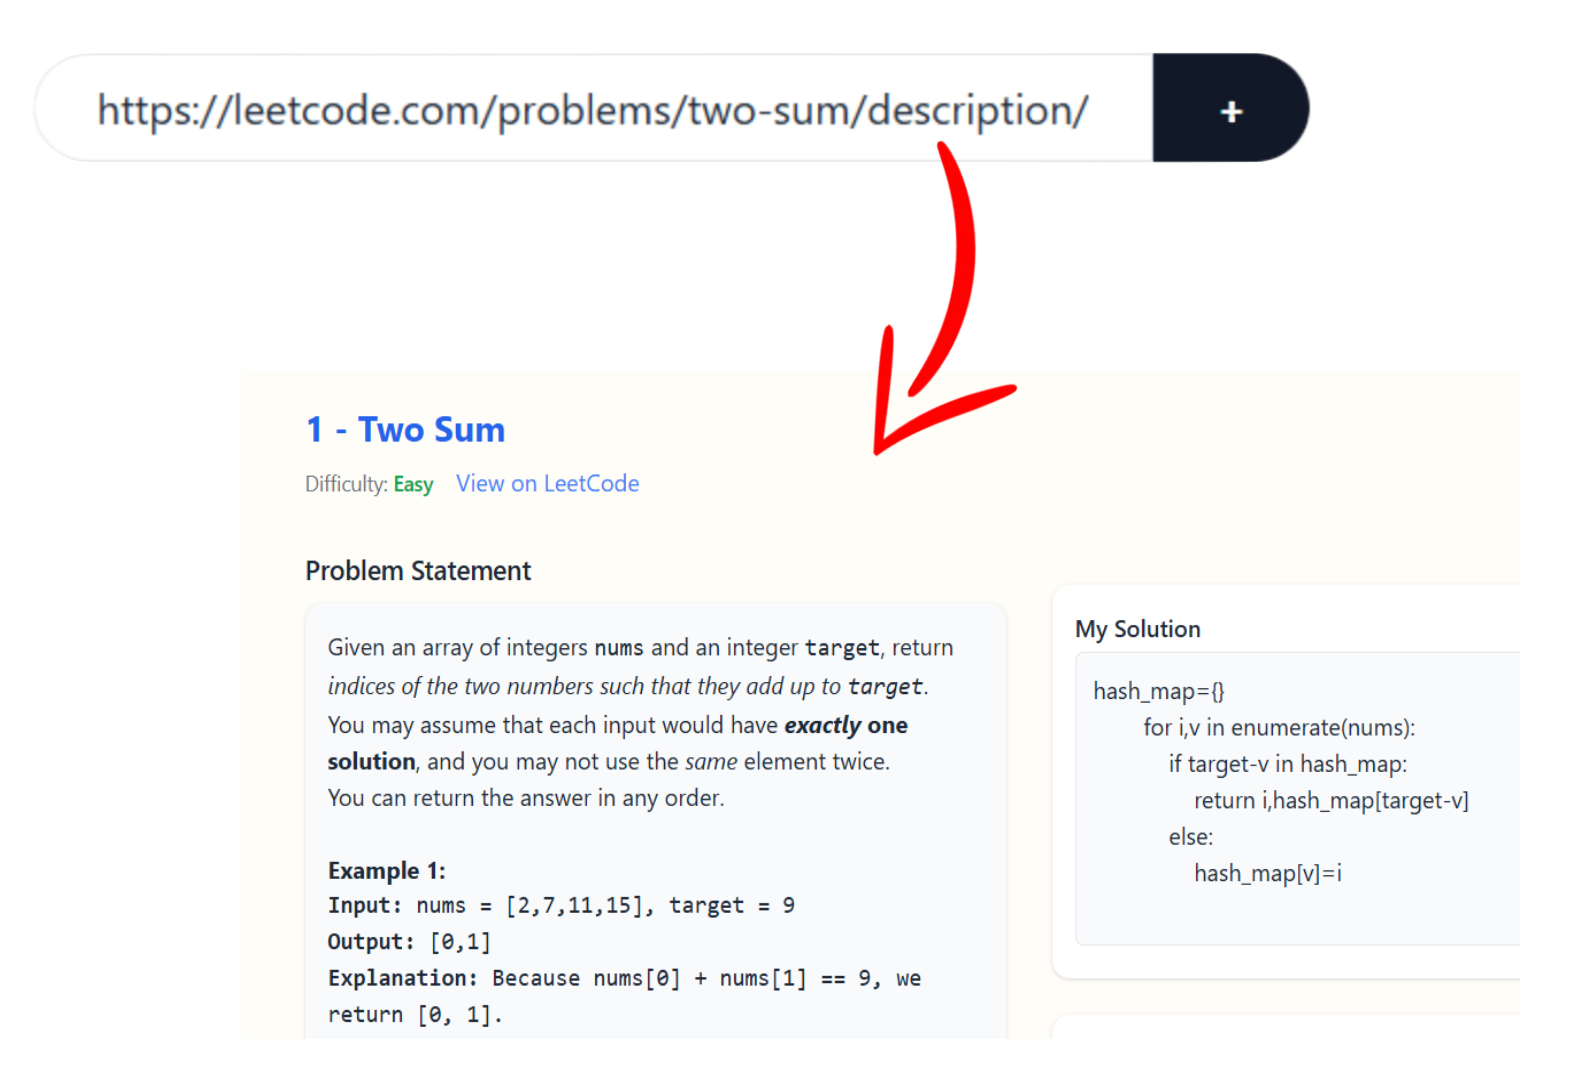 https://leetcode.com/problems/two-sum/description/ +
1 - Two Sum
Difficulty: Easy View on LeetCode
Problem Statement
Given an array of integers nums and an integer target, return
indices of the two numbers such that they add up to target.
You may assume that each input would have exactly one
solution, and you may not use the same element twice.
You can return the answer in any order.
Example 1:
Input: nums = [2,7,11,15], target = 9
Output: [0,1]
Explanation: Because nums[0] + nums[1] == 9, we
return [0, 1].
My Solution
hash_map={}
for i,v in enumerate(nums):
if target-v in hash_map:
return i,hash_map[target-v]
else:
hash_map[v]=i